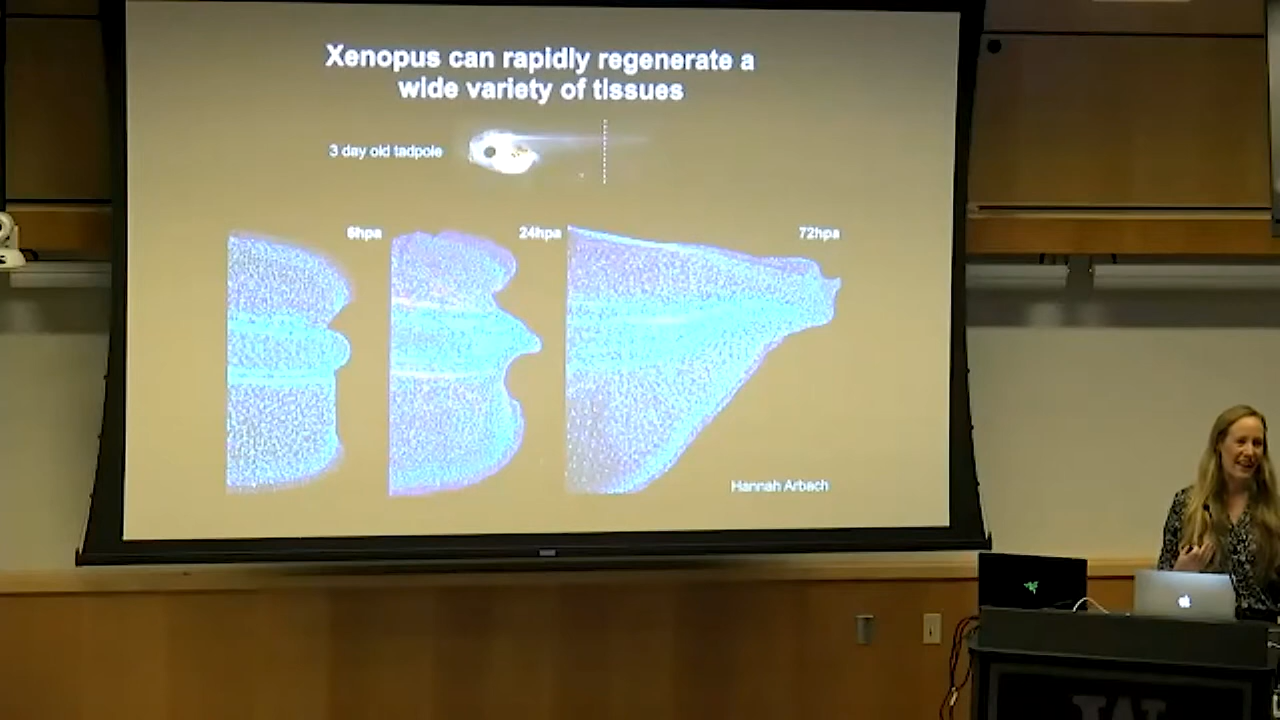 Xenopus can rapidly regenerate a
wide variety of tissues
3 day old tadpole
6hpa
24hpa
72hpa
Hannah Arbach
W